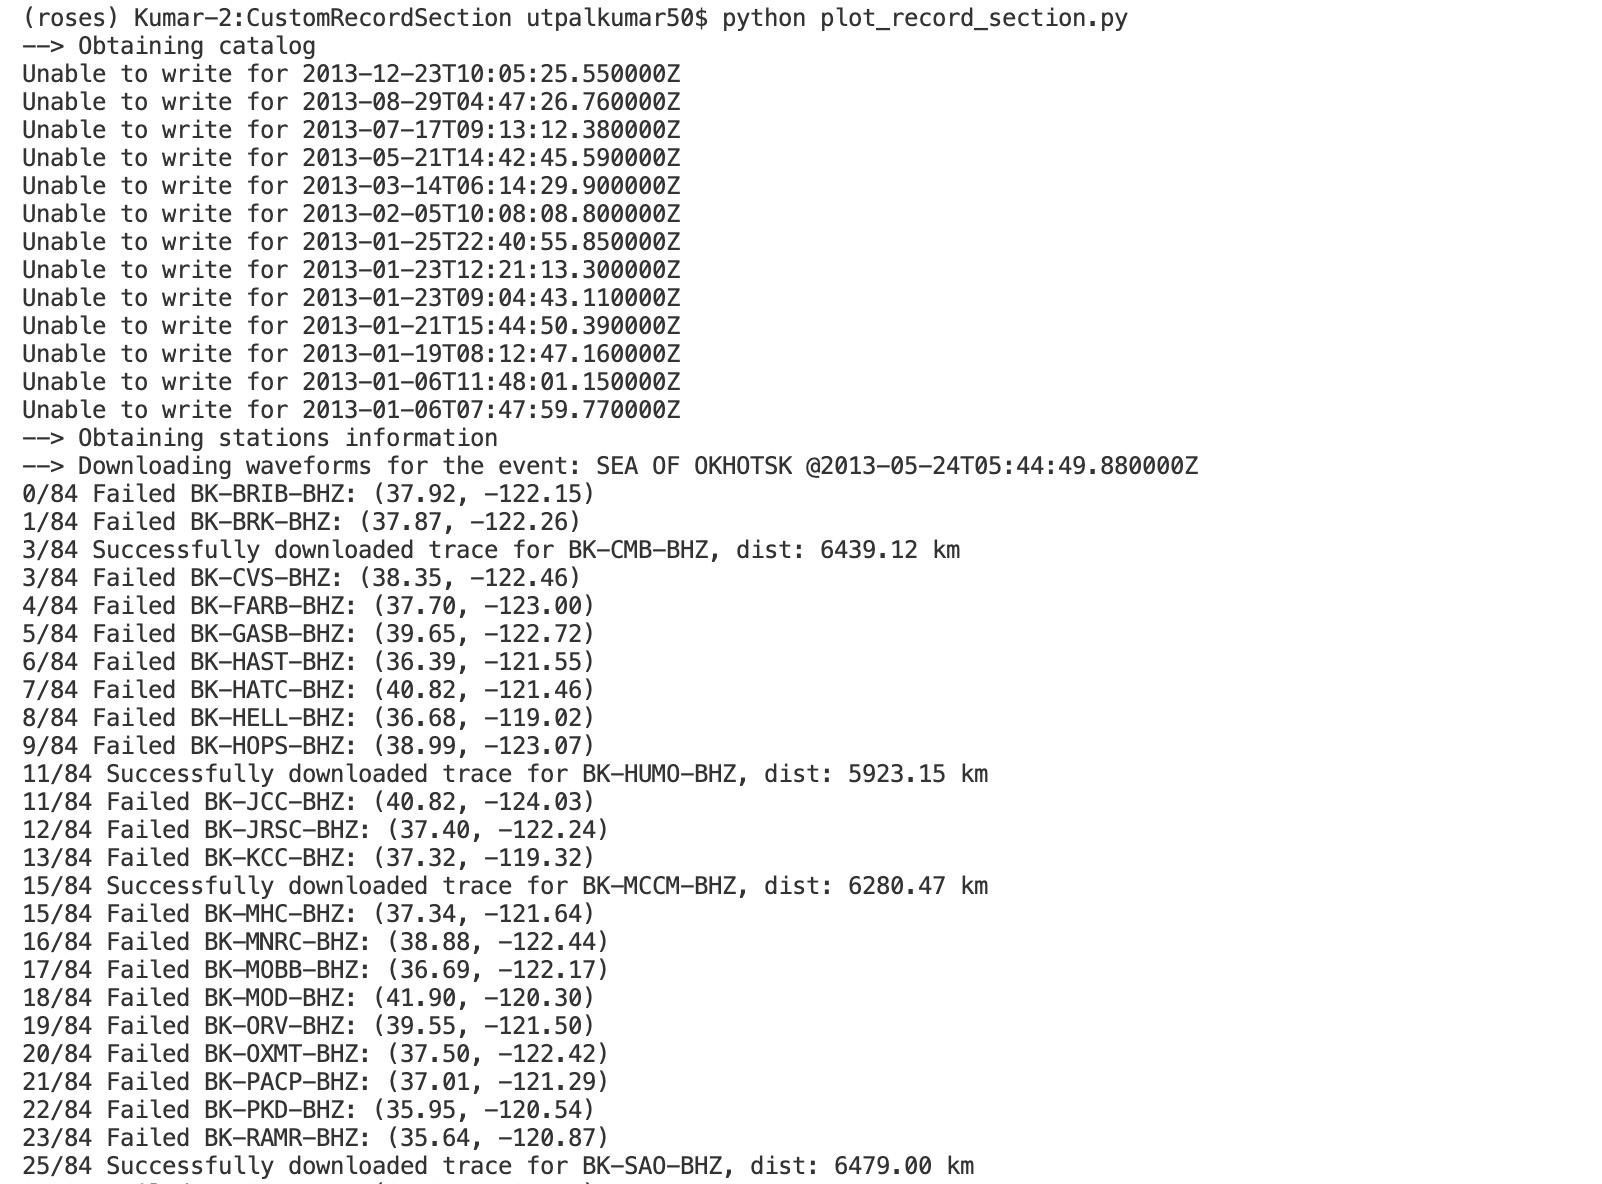 (roses) Kumar-2:CustomRecordSection utpalkumar50$ python plot_record_section.py
--> Obtaining catalog
Unable to write for 2013-12-23T10:05:25.550000Z
Unable to write for 2013-08-29T04:47:26.760000Z
Unable to write for 2013-07-17T09:13:12.380000Z
Unable to write for 2013-05-21T14:42:45.590000Z
Unable to write for 2013-03-14T06:14:29.900000Z
Unable to write for 2013-02-05T10:08:08.800000Z
Unable to write for 2013-01-25T22:40:55.850000Z
Unable to write for 2013-01-23T12:21:13.300000Z
Unable to write for 2013-01-23T09:04:43.110000Z
Unable to write for 2013-01-21T15:44:50.390000Z
Unable to write for 2013-01-19T08:12:47.160000Z
Unable to write for 2013-01-06T11:48:01.150000Z
Unable to write for 2013-01-06T07:47:59.770000Z
--> Obtaining stations information
--> Downloading waveforms for the event: SEA OF OKHOTSK @2013-05-24T05:44:49.880000Z
0/84 Failed BK-BRIB-BHZ: (37.92, -122.15)
1/84 Failed BK-BRK-BHZ: (37.87, -122.26)
3/84 Successfully downloaded trace for BK-CMB-BHZ, dist: 6439.12 km
3/84 Failed BK-CVS-BHZ: (38.35, -122.46)
4/84 Failed BK-FARB-BHZ: (37.70, -123.00)
5/84 Failed BK-GASB-BHZ: (39.65, -122.72)
6/84 Failed BK-HAST-BHZ: (36.39, -121.55)
7/84 Failed BK-HATC-BHZ: (40.82, -121.46)
8/84 Failed BK-HELL-BHZ: (36.68, -119.02)
9/84 Failed BK-HOPS-BHZ: (38.99, -123.07)
11/84 Successfully downloaded trace for BK-HUMO-BHZ, dist: 5923.15 km
11/84 Failed BK-JCC-BHZ: (40.82, -124.03)
12/84 Failed BK-JRSC-BHZ: (37.40, -122.24)
13/84 Failed BK-KCC-BHZ: (37.32, -119.32)
15/84 Successfully downloaded trace for BK-MCCM-BHZ, dist: 6280.47 km
15/84 Failed BK-MHC-BHZ: (37.34, -121.64)
16/84 Failed BK-MNRC-BHZ: (38.88, -122.44)
17/84 Failed BK-MOBB-BHZ: (36.69, -122.17)
18/84 Failed BK-MOD-BHZ: (41.90, -120.30)
19/84 Failed BK-ORV-BHZ: (39.55, -121.50)
20/84 Failed BK-OXMT-BHZ: (37.50, -122.42)
21/84 Failed BK-PACP-BHZ: (37.01, -121.29)
22/84 Failed BK-PKD-BHZ: (35.95, -120.54)
23/84 Failed BK-RAMR-BHZ: (35.64, -120.87)
25/84 Successfully downloaded trace for BK-SAO-BHZ, dist: 6479.00 km